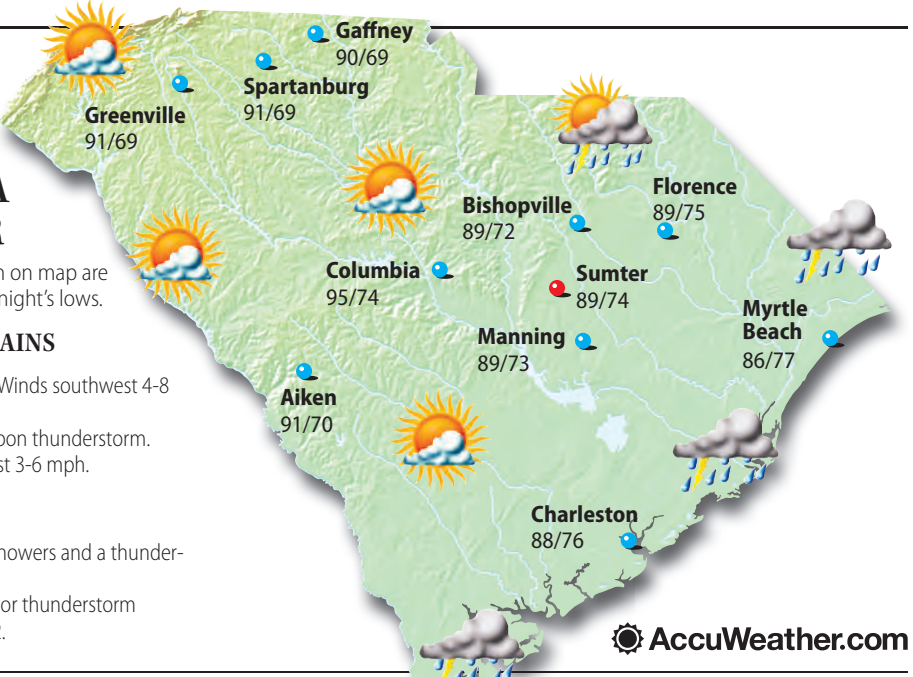 Gaffney
90/69
Spartanburg
91/69
Greenville
91/69
Bishopville
89/72
Florence
89/75
Columbia
95/74
Sumter
89/74
Manning
89/73
Myrtle
Beach
86/77
Aiken
91/70
Charleston
88/76
A
R
n on map are
night's lows.
AINS
Winds southwest 4-8
oon thunderstorm.
st 3-6 mph.
howers and a thunder-
or thunderstorm
AccuWeather.com